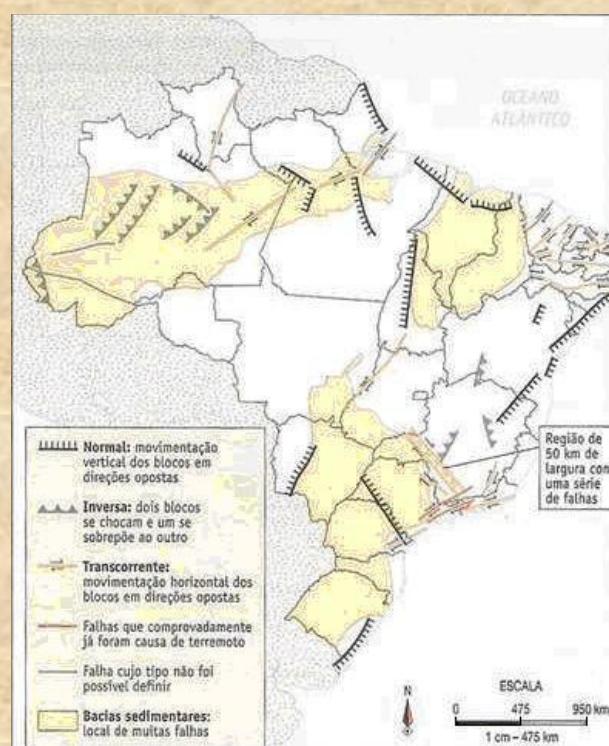 OCEANO
ATLÂNTICO
Região de
50 km de
largura con
uma série
de falhas
Normal: movimentação
vertical dos blocos em
direções opostas
Inversa: dois blocos
se chocam e um se
sobrepõe ao outro
Transcorrente:
movimentação horizontal dos
blocos em direções opostas
Falhas que comprovadamente
já foram causa de terremoto
Falha cujo tipo não foi
possível definir
Bacias sedimentares:
local de muitas falhas
N
ESCALA
0 475 950 km
1 cm – 475 km